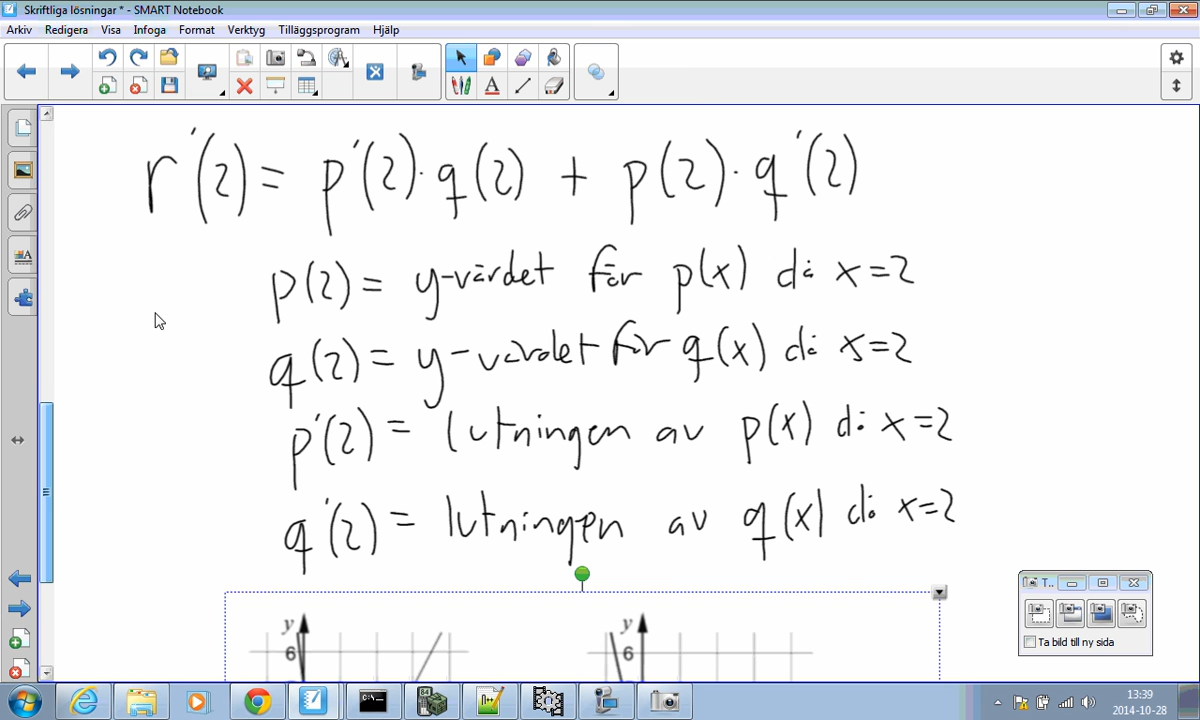 Skriftliga lösningar * - SMART Notebook
Arkiv Redigera Visa Infoga Format Verktyg Tilläggsprogram Hjälp
r'(2) = p'(2)·q(2) + p(2)·q'(2)
p(2) = y-värdet för p(x) då x=2
q(2) = y-värdet för q(x) då x=2
p'(2) = lutningen av p(x) då x=2
q'(2) = lutningen av q(x) då x=2
T..
Ta bild till ny sida
y
6
y
6
13:39
2014-10-28